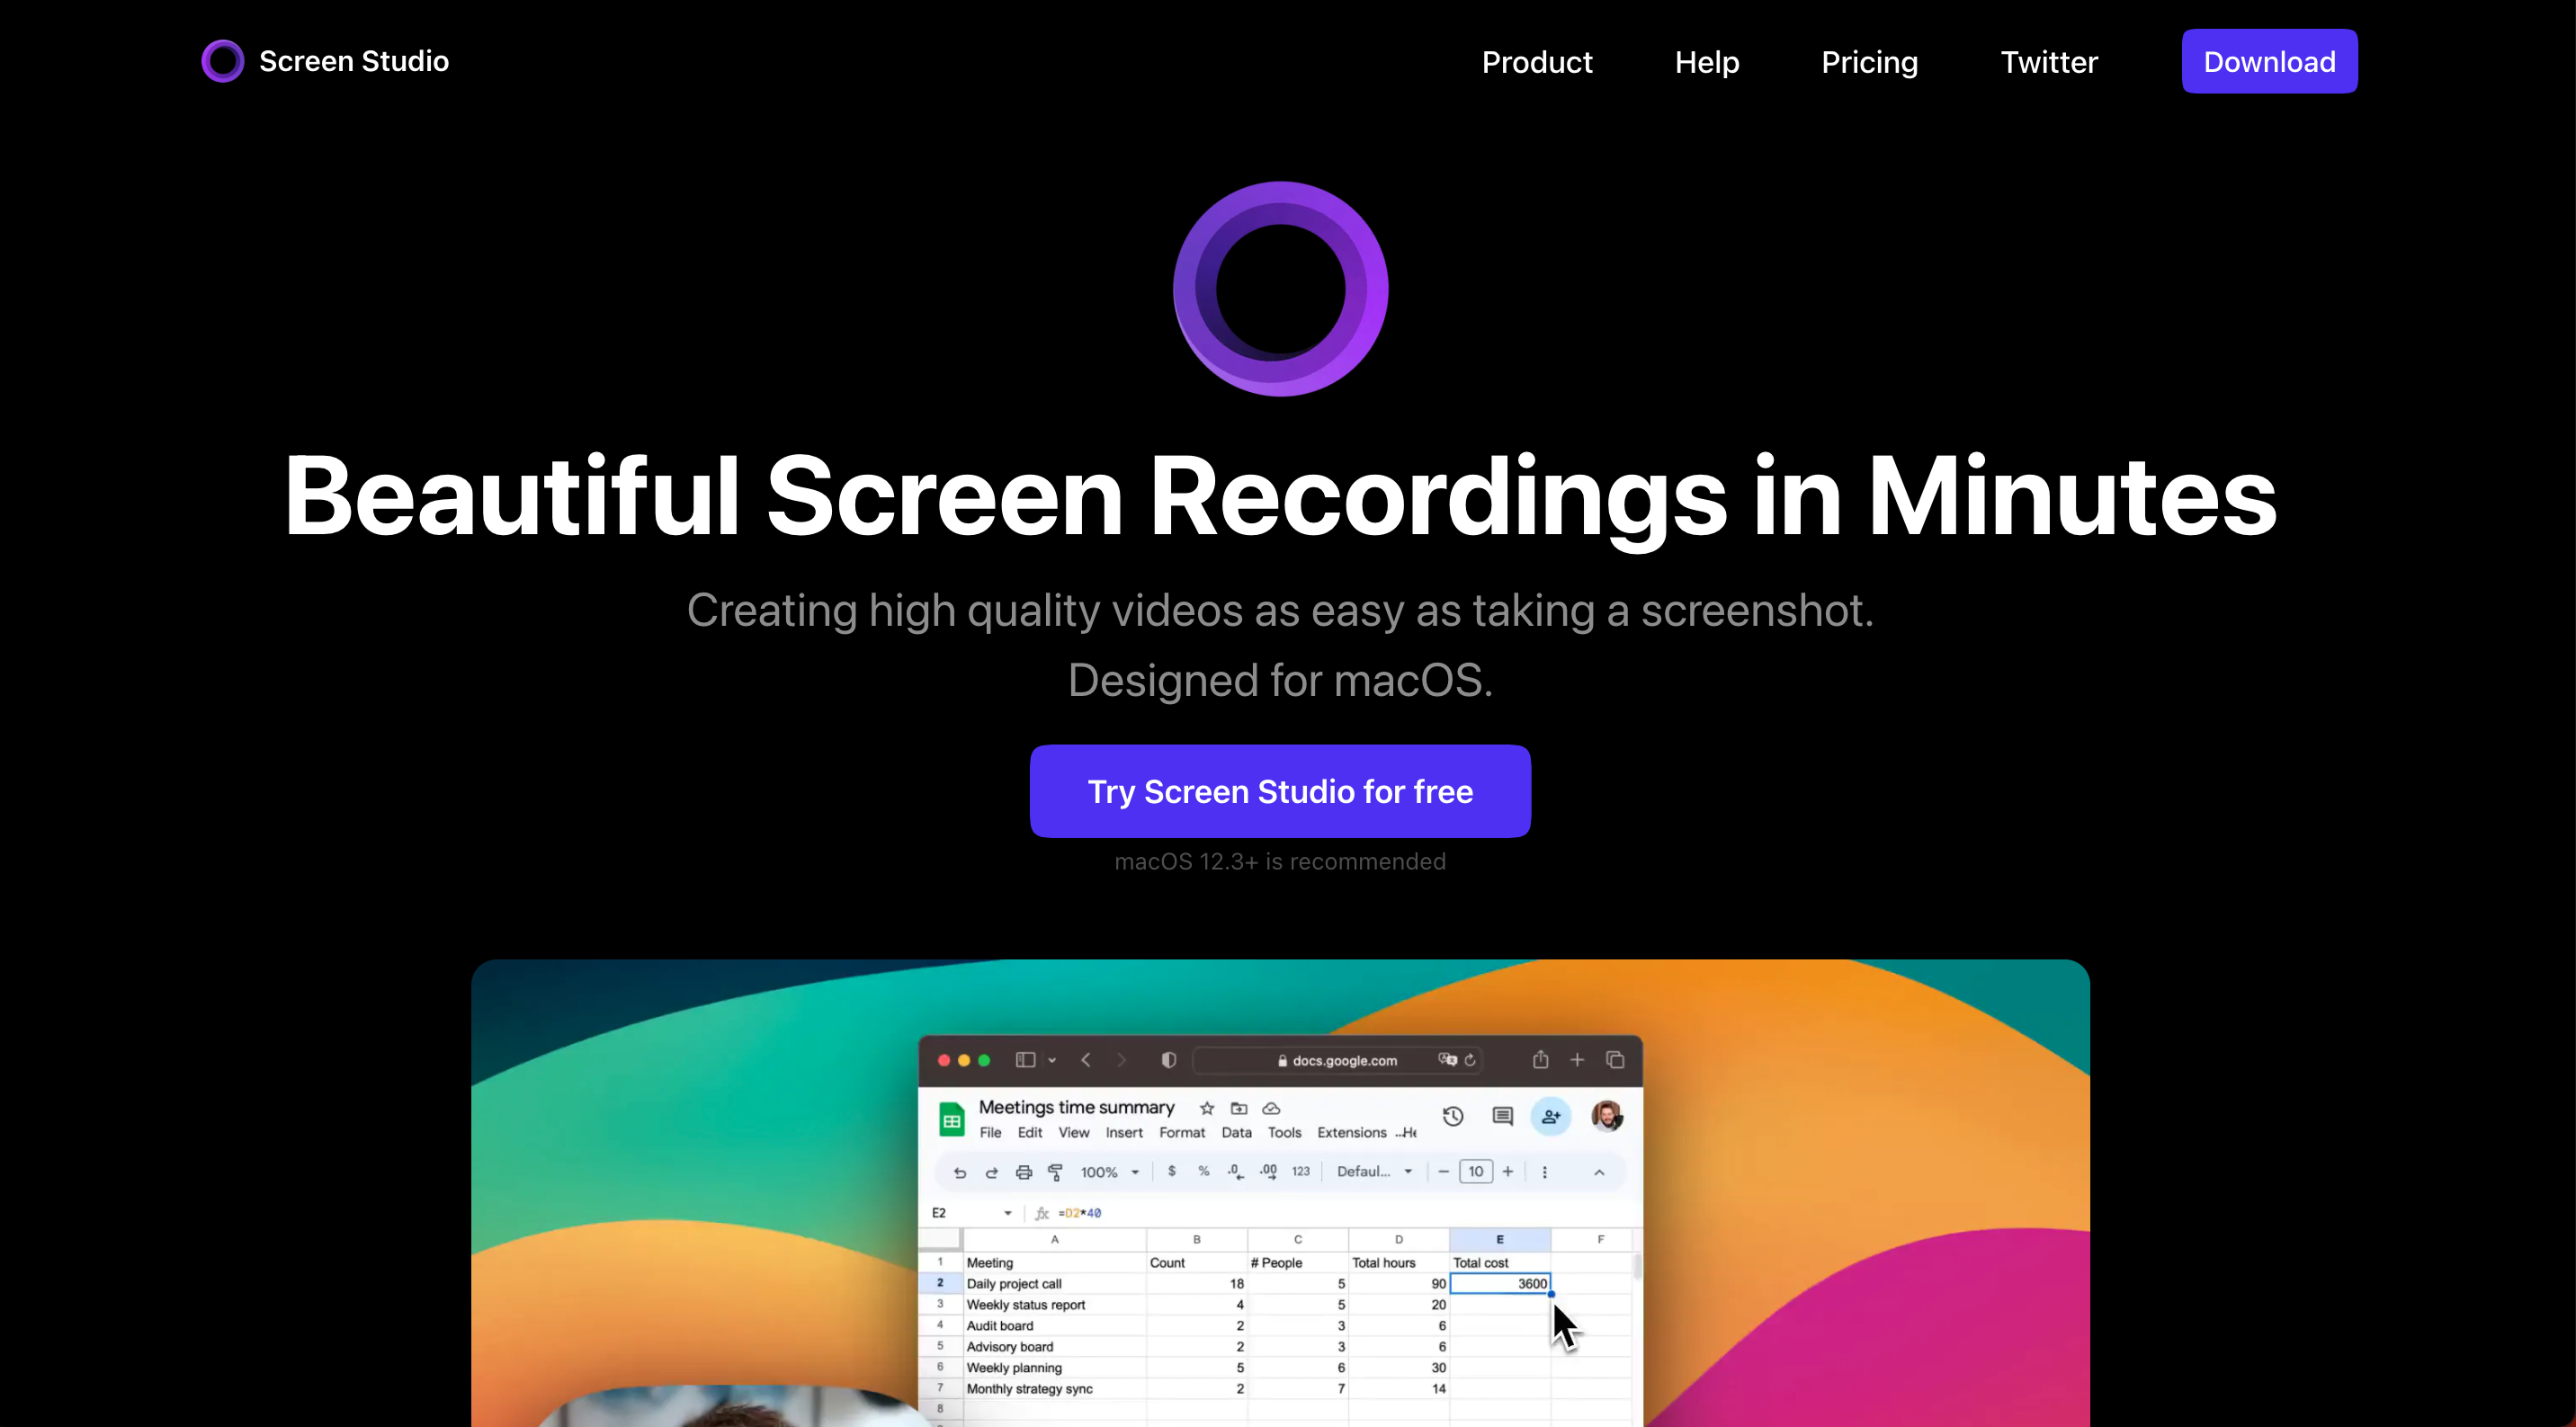 Screen Studio
Product Help Pricing Twitter Download
Beautiful Screen Recordings in Minutes
Creating high quality videos as easy as taking a screenshot.
Designed for macOS.
Try Screen Studio for free
macOS 12.3+ is recommended
docs.google.com
Meetings time summary
File Edit View Insert Format Data Tools Extensions ...He
100% $ % .0 .00 123 Defaul... 10
E2 fx =D2*40
A B C D E F
1 Meeting Count # People Total hours Total cost
2 Daily project call 18 5 90 3600
3 Weekly status report 4 5 20
4 Audit board 2 3 6
5 Advisory board 2 3 6
6 Weekly planning 5 6 30
7 Monthly strategy sync 2 7 14
8